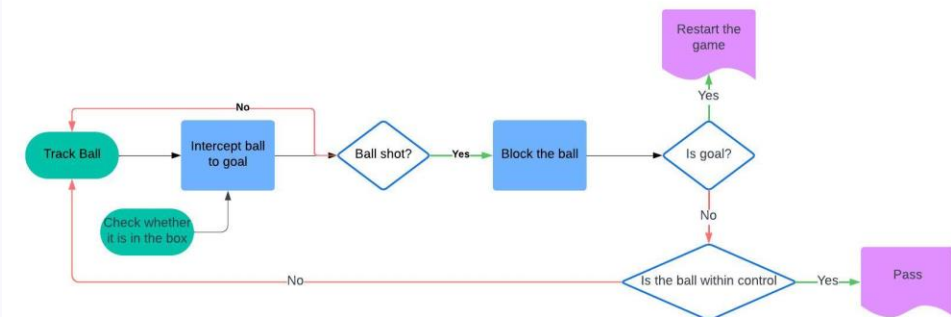 Restart the
game
Yes
No
Track Ball
Intercept ball
to goal
Ball shot?
Yes
Block the ball
Is goal?
Check whether
it is in the box
No
No
Is the ball within control
Yes
Pass